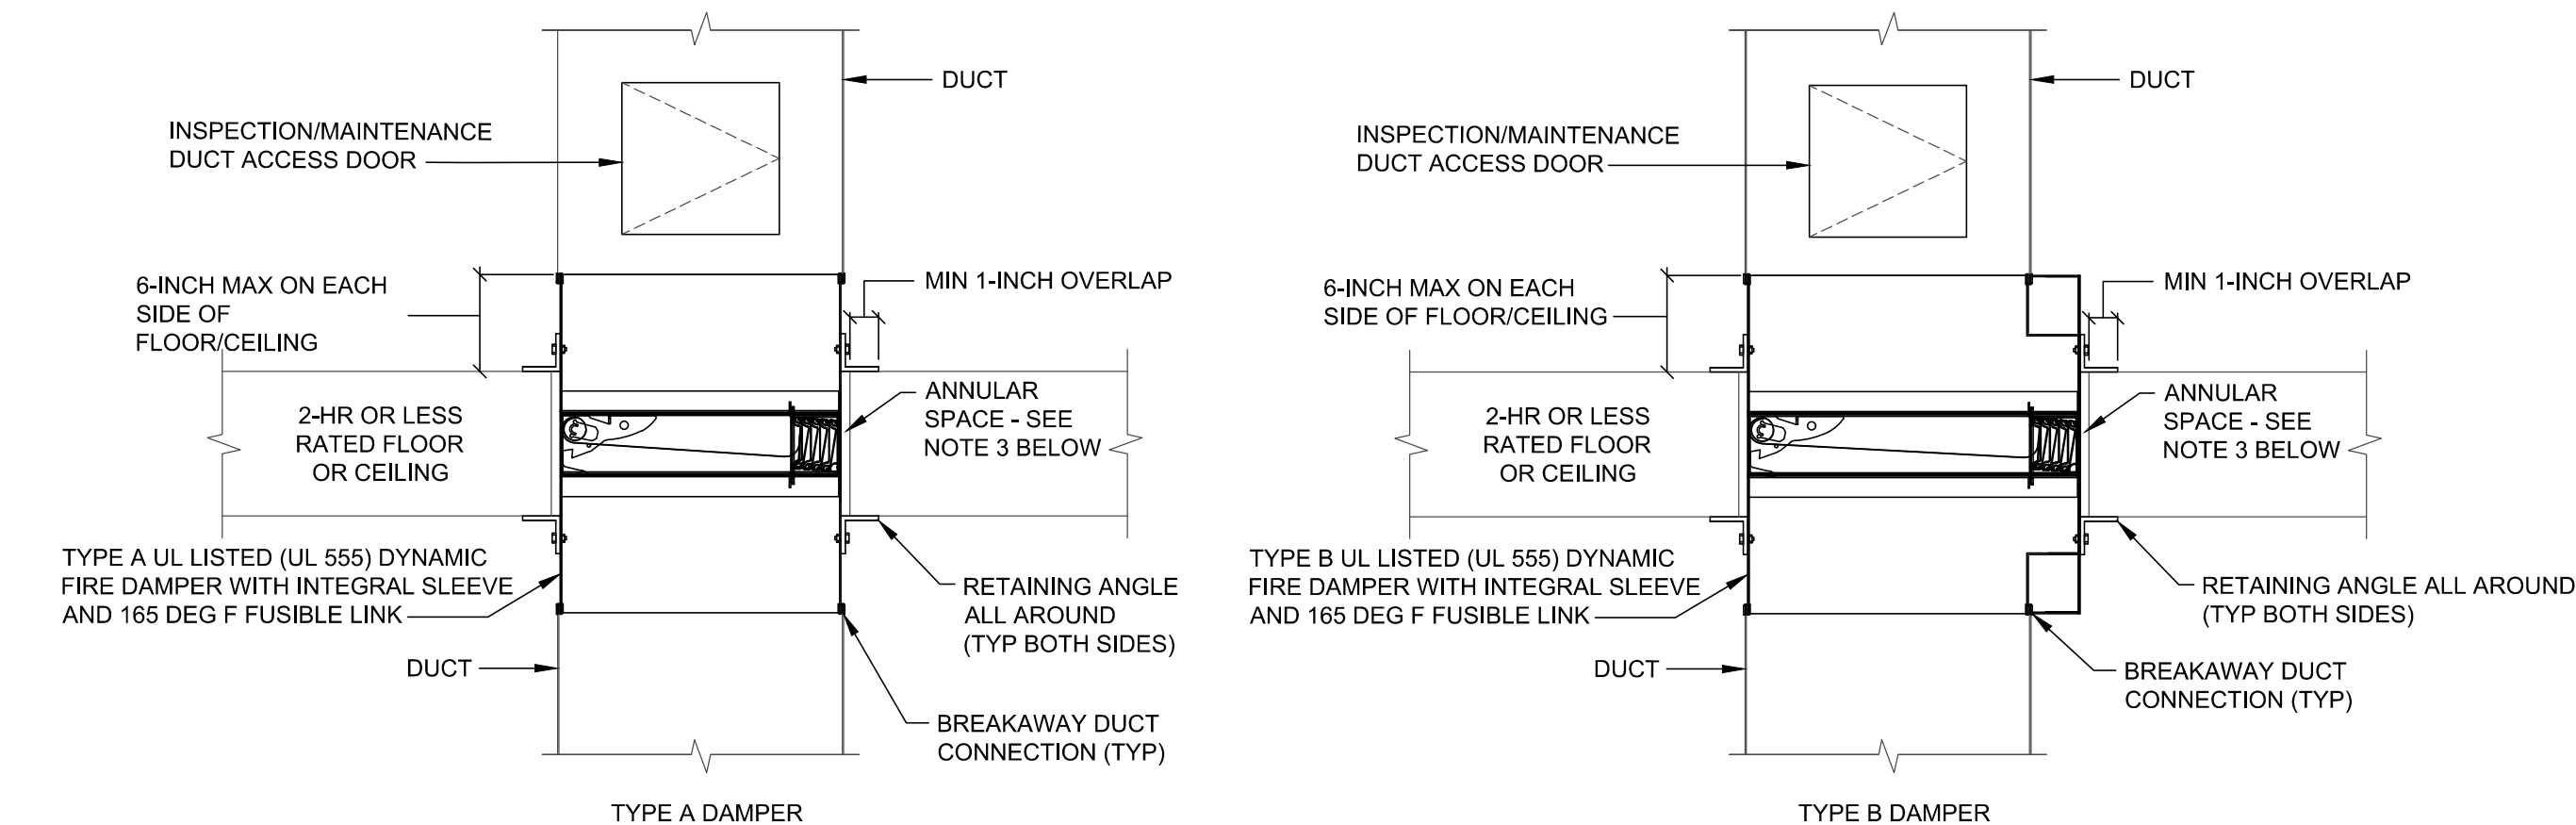 DUCT
INSPECTION/MAINTENANCE
DUCT ACCESS DOOR
6-INCH MAX ON EACH
SIDE OF
FLOOR/CEILING
MIN 1-INCH OVERLAP
2-HR OR LESS
RATED FLOOR
OR CEILING
ANNULAR
SPACE - SEE
NOTE 3 BELOW
TYPE A UL LISTED (UL 555) DYNAMIC
FIRE DAMPER WITH INTEGRAL SLEEVE
AND 165 DEG F FUSIBLE LINK
RETAINING ANGLE
ALL AROUND
(TYP BOTH SIDES)
DUCT
BREAKAWAY DUCT
CONNECTION (TYP)
TYPE A DAMPER
DUCT
INSPECTION/MAINTENANCE
DUCT ACCESS DOOR
6-INCH MAX ON EACH
SIDE OF FLOOR/CEILING
MIN 1-INCH OVERLAP
2-HR OR LESS
RATED FLOOR
OR CEILING
ANNULAR
SPACE - SEE
NOTE 3 BELOW
TYPE B UL LISTED (UL 555) DYNAMIC
FIRE DAMPER WITH INTEGRAL SLEEVE
AND 165 DEG F FUSIBLE LINK
RETAINING ANGLE ALL AROUND
(TYP BOTH SIDES)
DUCT
BREAKAWAY DUCT
CONNECTION (TYP)
TYPE B DAMPER